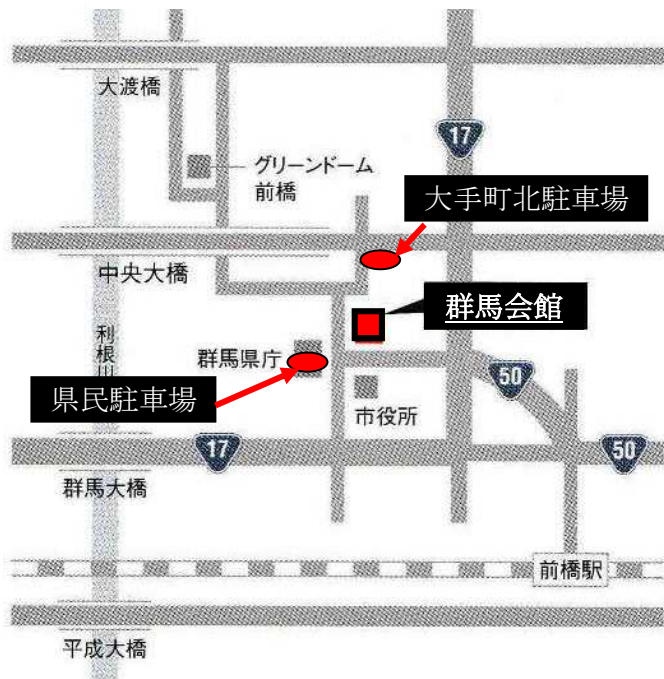 大渡橋
17
グリーンドーム
前橋
大手町北駐車場
中央大橋
群馬会館
利根川
群馬県庁
50
県民駐車場
市役所
17
50
群馬大橋
前橋駅
平成大橋